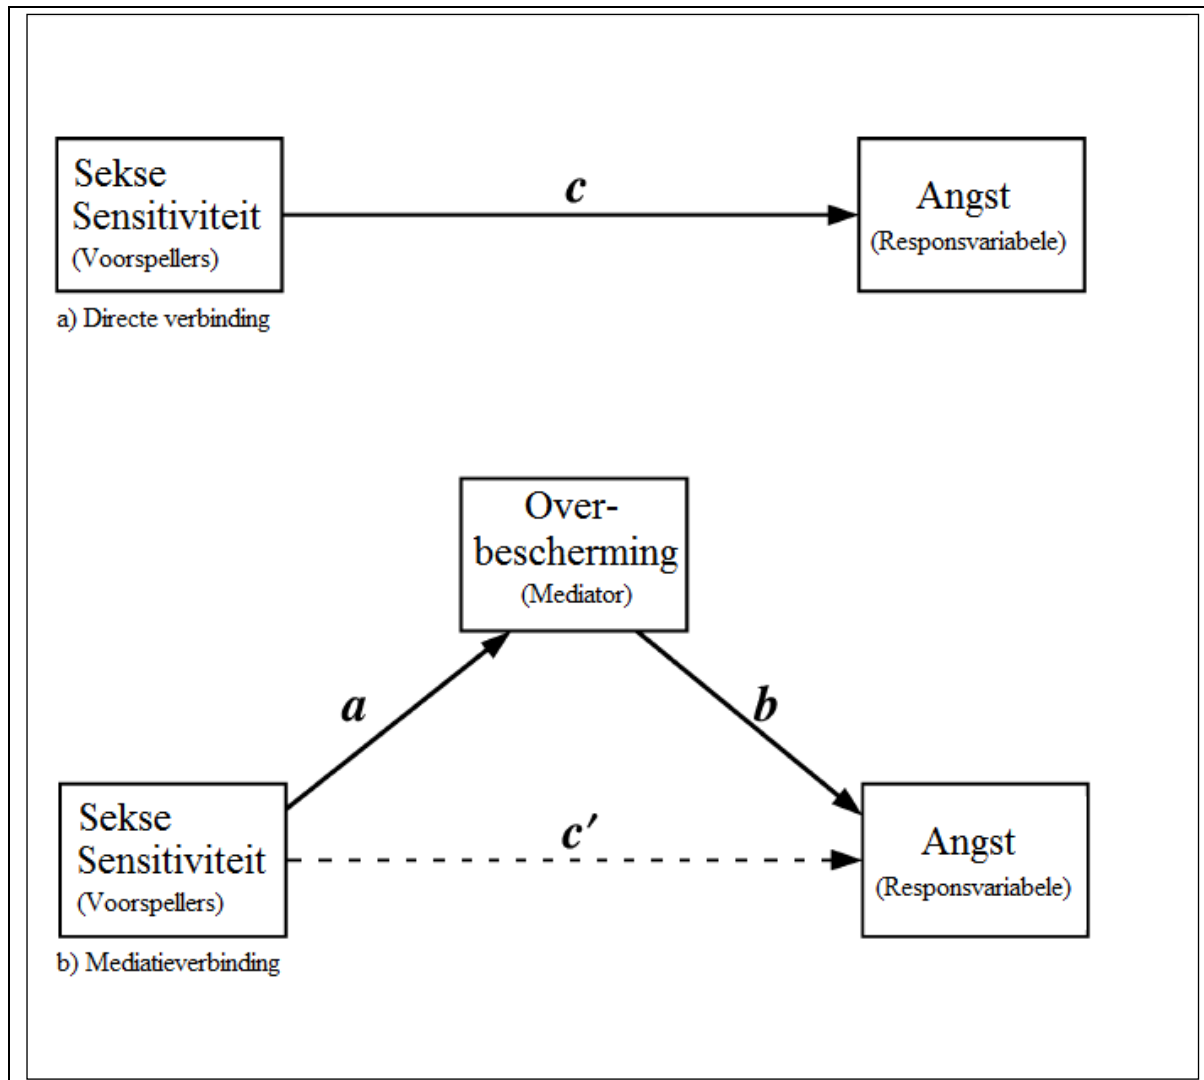 Sekse
Sensitiviteit
(Voorspellers)
c
Angst
(Responsvariabele)
a) Directe verbinding
Over-
bescherming
(Mediator)
a
b
Sekse
Sensitiviteit
(Voorspellers)
c′
Angst
(Responsvariabele)
b) Mediatieverbinding